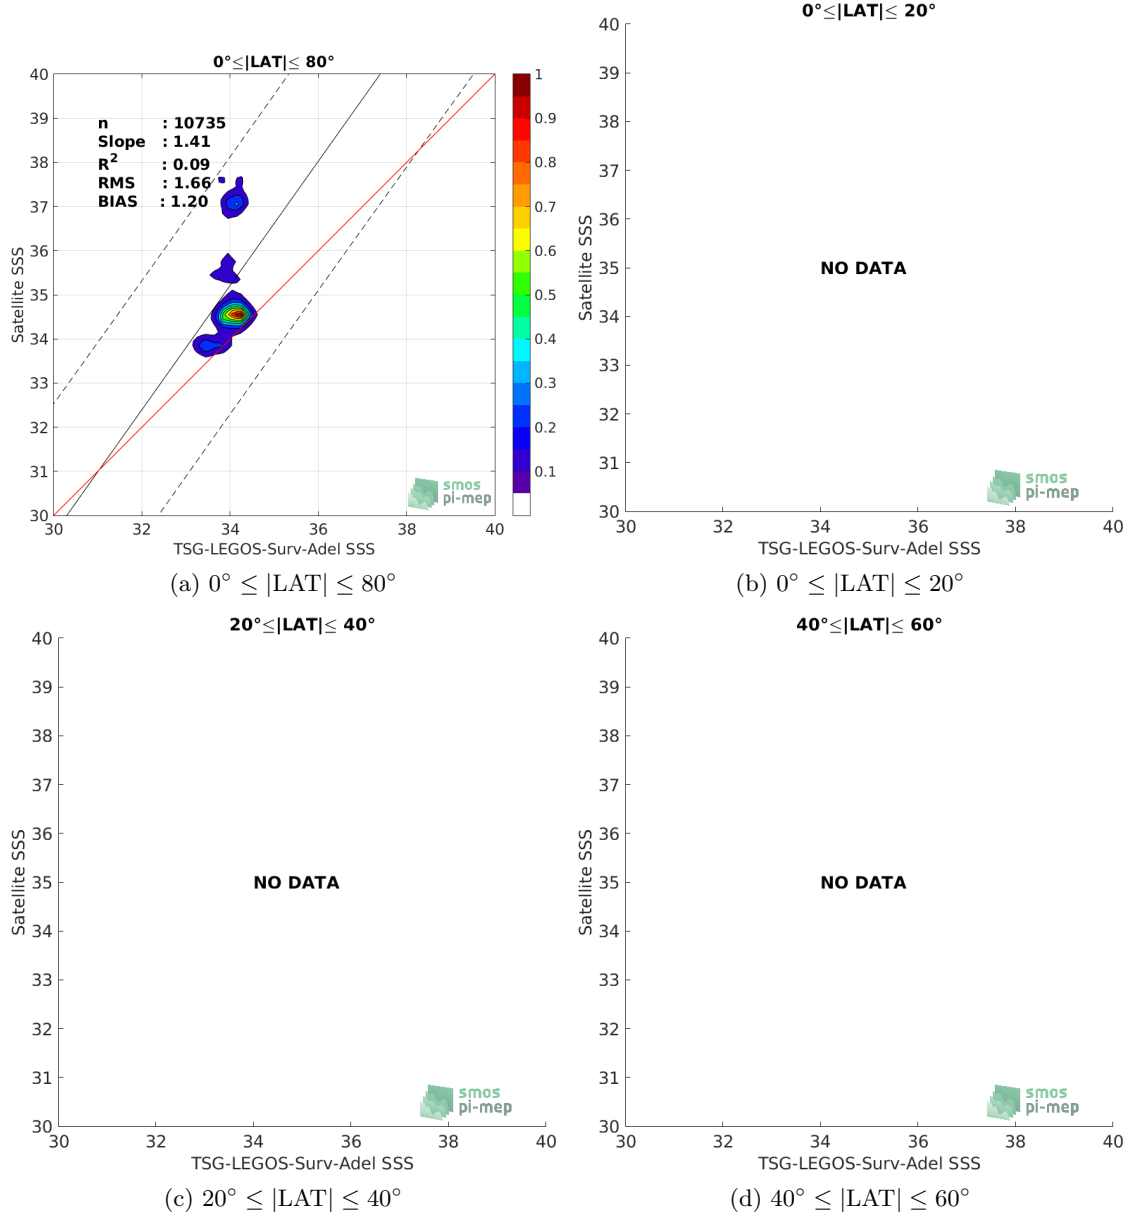 0°≤|LAT|≤ 80°
40
39
38
37
36
35
34
33
32
31
30
Satellite SSS
n : 10735
Slope : 1.41
R² : 0.09
RMS : 1.66
BIAS : 1.20
1
0.9
0.8
0.7
0.6
0.5
0.4
0.3
0.2
0.1
smos
pi-mep
30 32 34 36 38 40
TSG-LEGOS-Surv-Adel SSS
(a) 0° ≤ |LAT| ≤ 80°
0°≤|LAT|≤ 20°
40
39
38
37
36
35
34
33
32
31
30
Satellite SSS
NO DATA
smos
pi-mep
30 32 34 36 38 40
TSG-LEGOS-Surv-Adel SSS
(b) 0° ≤ |LAT| ≤ 20°
20°≤|LAT|≤ 40°
40
39
38
37
36
35
34
33
32
31
30
Satellite SSS
NO DATA
smos
pi-mep
30 32 34 36 38 40
TSG-LEGOS-Surv-Adel SSS
(c) 20° ≤ |LAT| ≤ 40°
40°≤|LAT|≤ 60°
40
39
38
37
36
35
34
33
32
31
30
Satellite SSS
NO DATA
smos
pi-mep
30 32 34 36 38 40
TSG-LEGOS-Surv-Adel SSS
(d) 40° ≤ |LAT| ≤ 60°